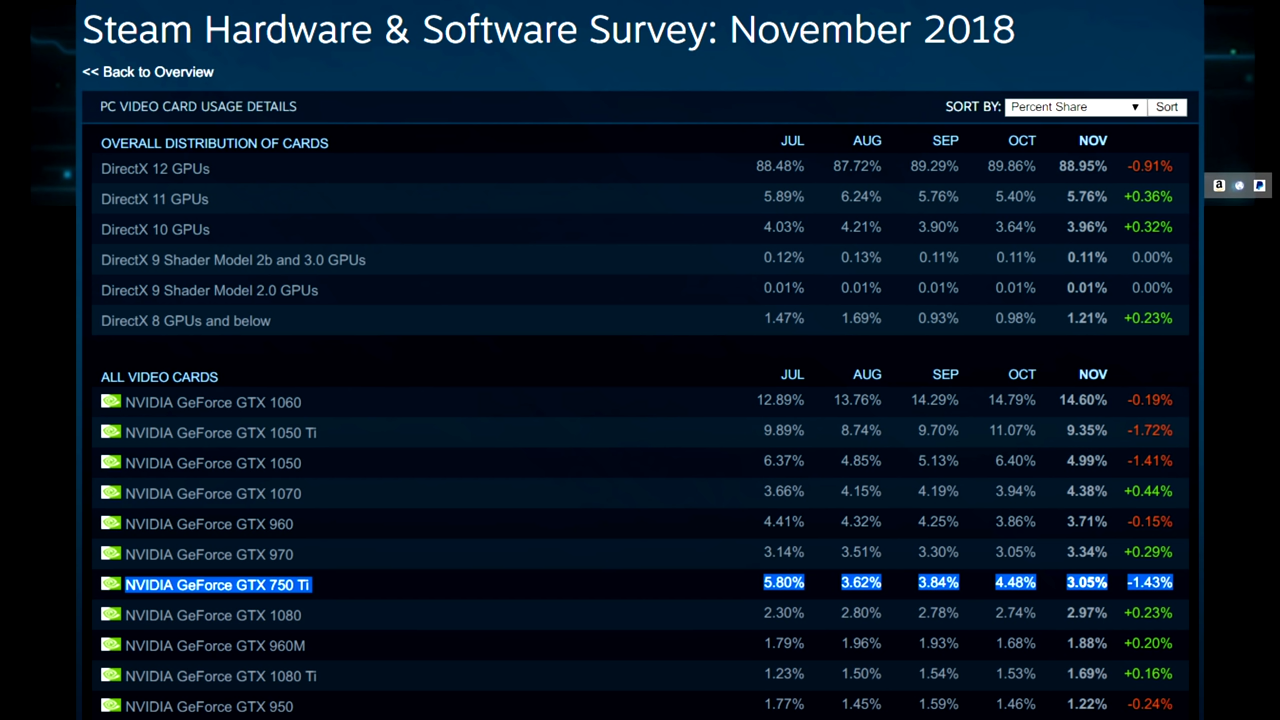 Steam Hardware & Software Survey: November 2018
<< Back to Overview
PC VIDEO CARD USAGE DETAILS SORT BY: Percent Share Sort
OVERALL DISTRIBUTION OF CARDS JUL AUG SEP OCT NOV
DirectX 12 GPUs 88.48% 87.72% 89.29% 89.86% 88.95% -0.91%
DirectX 11 GPUs 5.89% 6.24% 5.76% 5.40% 5.76% +0.36%
DirectX 10 GPUs 4.03% 4.21% 3.90% 3.64% 3.96% +0.32%
DirectX 9 Shader Model 2b and 3.0 GPUs 0.12% 0.13% 0.11% 0.11% 0.11% 0.00%
DirectX 9 Shader Model 2.0 GPUs 0.01% 0.01% 0.01% 0.01% 0.01% 0.00%
DirectX 8 GPUs and below 1.47% 1.69% 0.93% 0.98% 1.21% +0.23%
ALL VIDEO CARDS JUL AUG SEP OCT NOV
NVIDIA GeForce GTX 1060 12.89% 13.76% 14.29% 14.79% 14.60% -0.19%
NVIDIA GeForce GTX 1050 Ti 9.89% 8.74% 9.70% 11.07% 9.35% -1.72%
NVIDIA GeForce GTX 1050 6.37% 4.85% 5.13% 6.40% 4.99% -1.41%
NVIDIA GeForce GTX 1070 3.66% 4.15% 4.19% 3.94% 4.38% +0.44%
NVIDIA GeForce GTX 960 4.41% 4.32% 4.25% 3.86% 3.71% -0.15%
NVIDIA GeForce GTX 970 3.14% 3.51% 3.30% 3.05% 3.34% +0.29%
NVIDIA GeForce GTX 750 Ti 5.80% 3.62% 3.84% 4.48% 3.05% -1.43%
NVIDIA GeForce GTX 1080 2.30% 2.80% 2.78% 2.74% 2.97% +0.23%
NVIDIA GeForce GTX 960M 1.79% 1.96% 1.93% 1.68% 1.88% +0.20%
NVIDIA GeForce GTX 1080 Ti 1.23% 1.50% 1.54% 1.53% 1.69% +0.16%
NVIDIA GeForce GTX 950 1.77% 1.45% 1.59% 1.46% 1.22% -0.24%